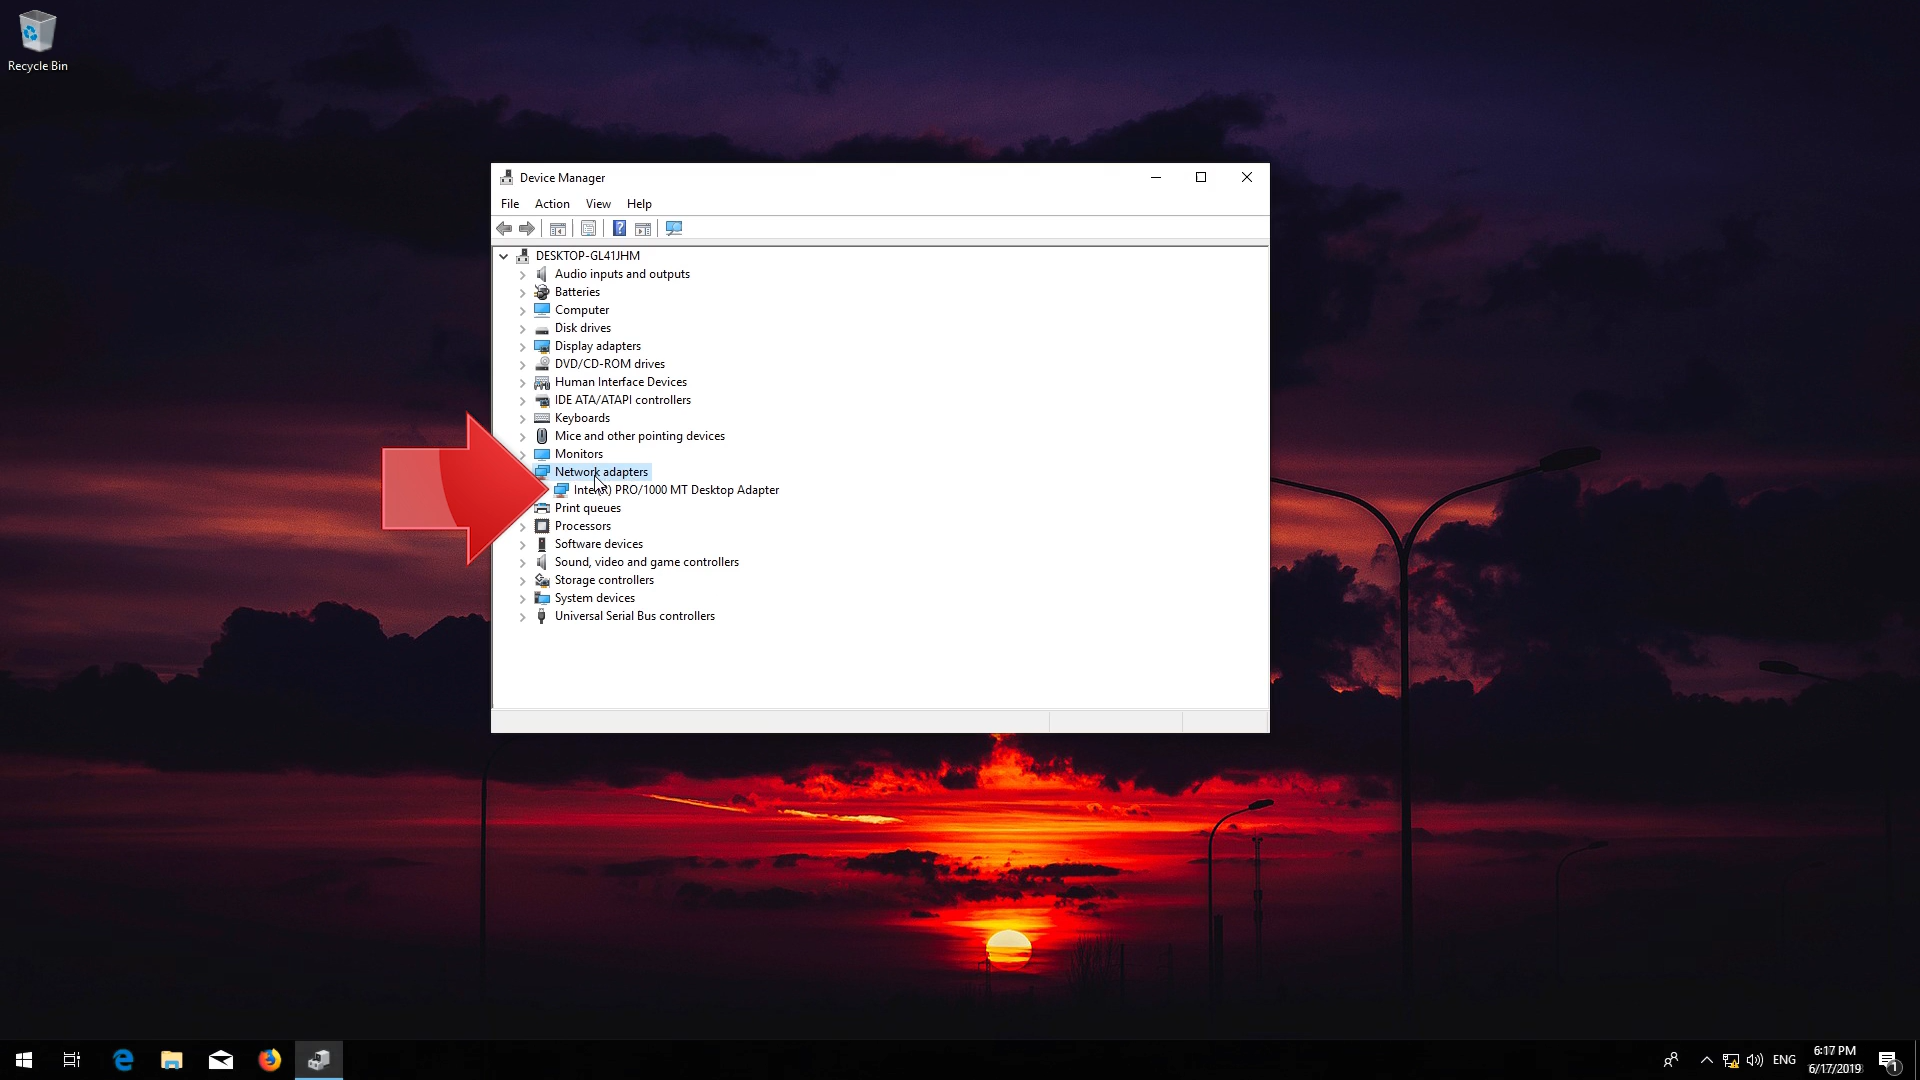 Recycle Bin
Device Manager
File Action View Help
DESKTOP-GL41JHM
Audio inputs and outputs
Batteries
Computer
Disk drives
Display adapters
DVD/CD-ROM drives
Human Interface Devices
IDE ATA/ATAPI controllers
Keyboards
Mice and other pointing devices
Monitors
Network adapters
Intel(R) PRO/1000 MT Desktop Adapter
Print queues
Processors
Software devices
Sound, video and game controllers
Storage controllers
System devices
Universal Serial Bus controllers
ENG
6:17 PM
6/17/2019
1